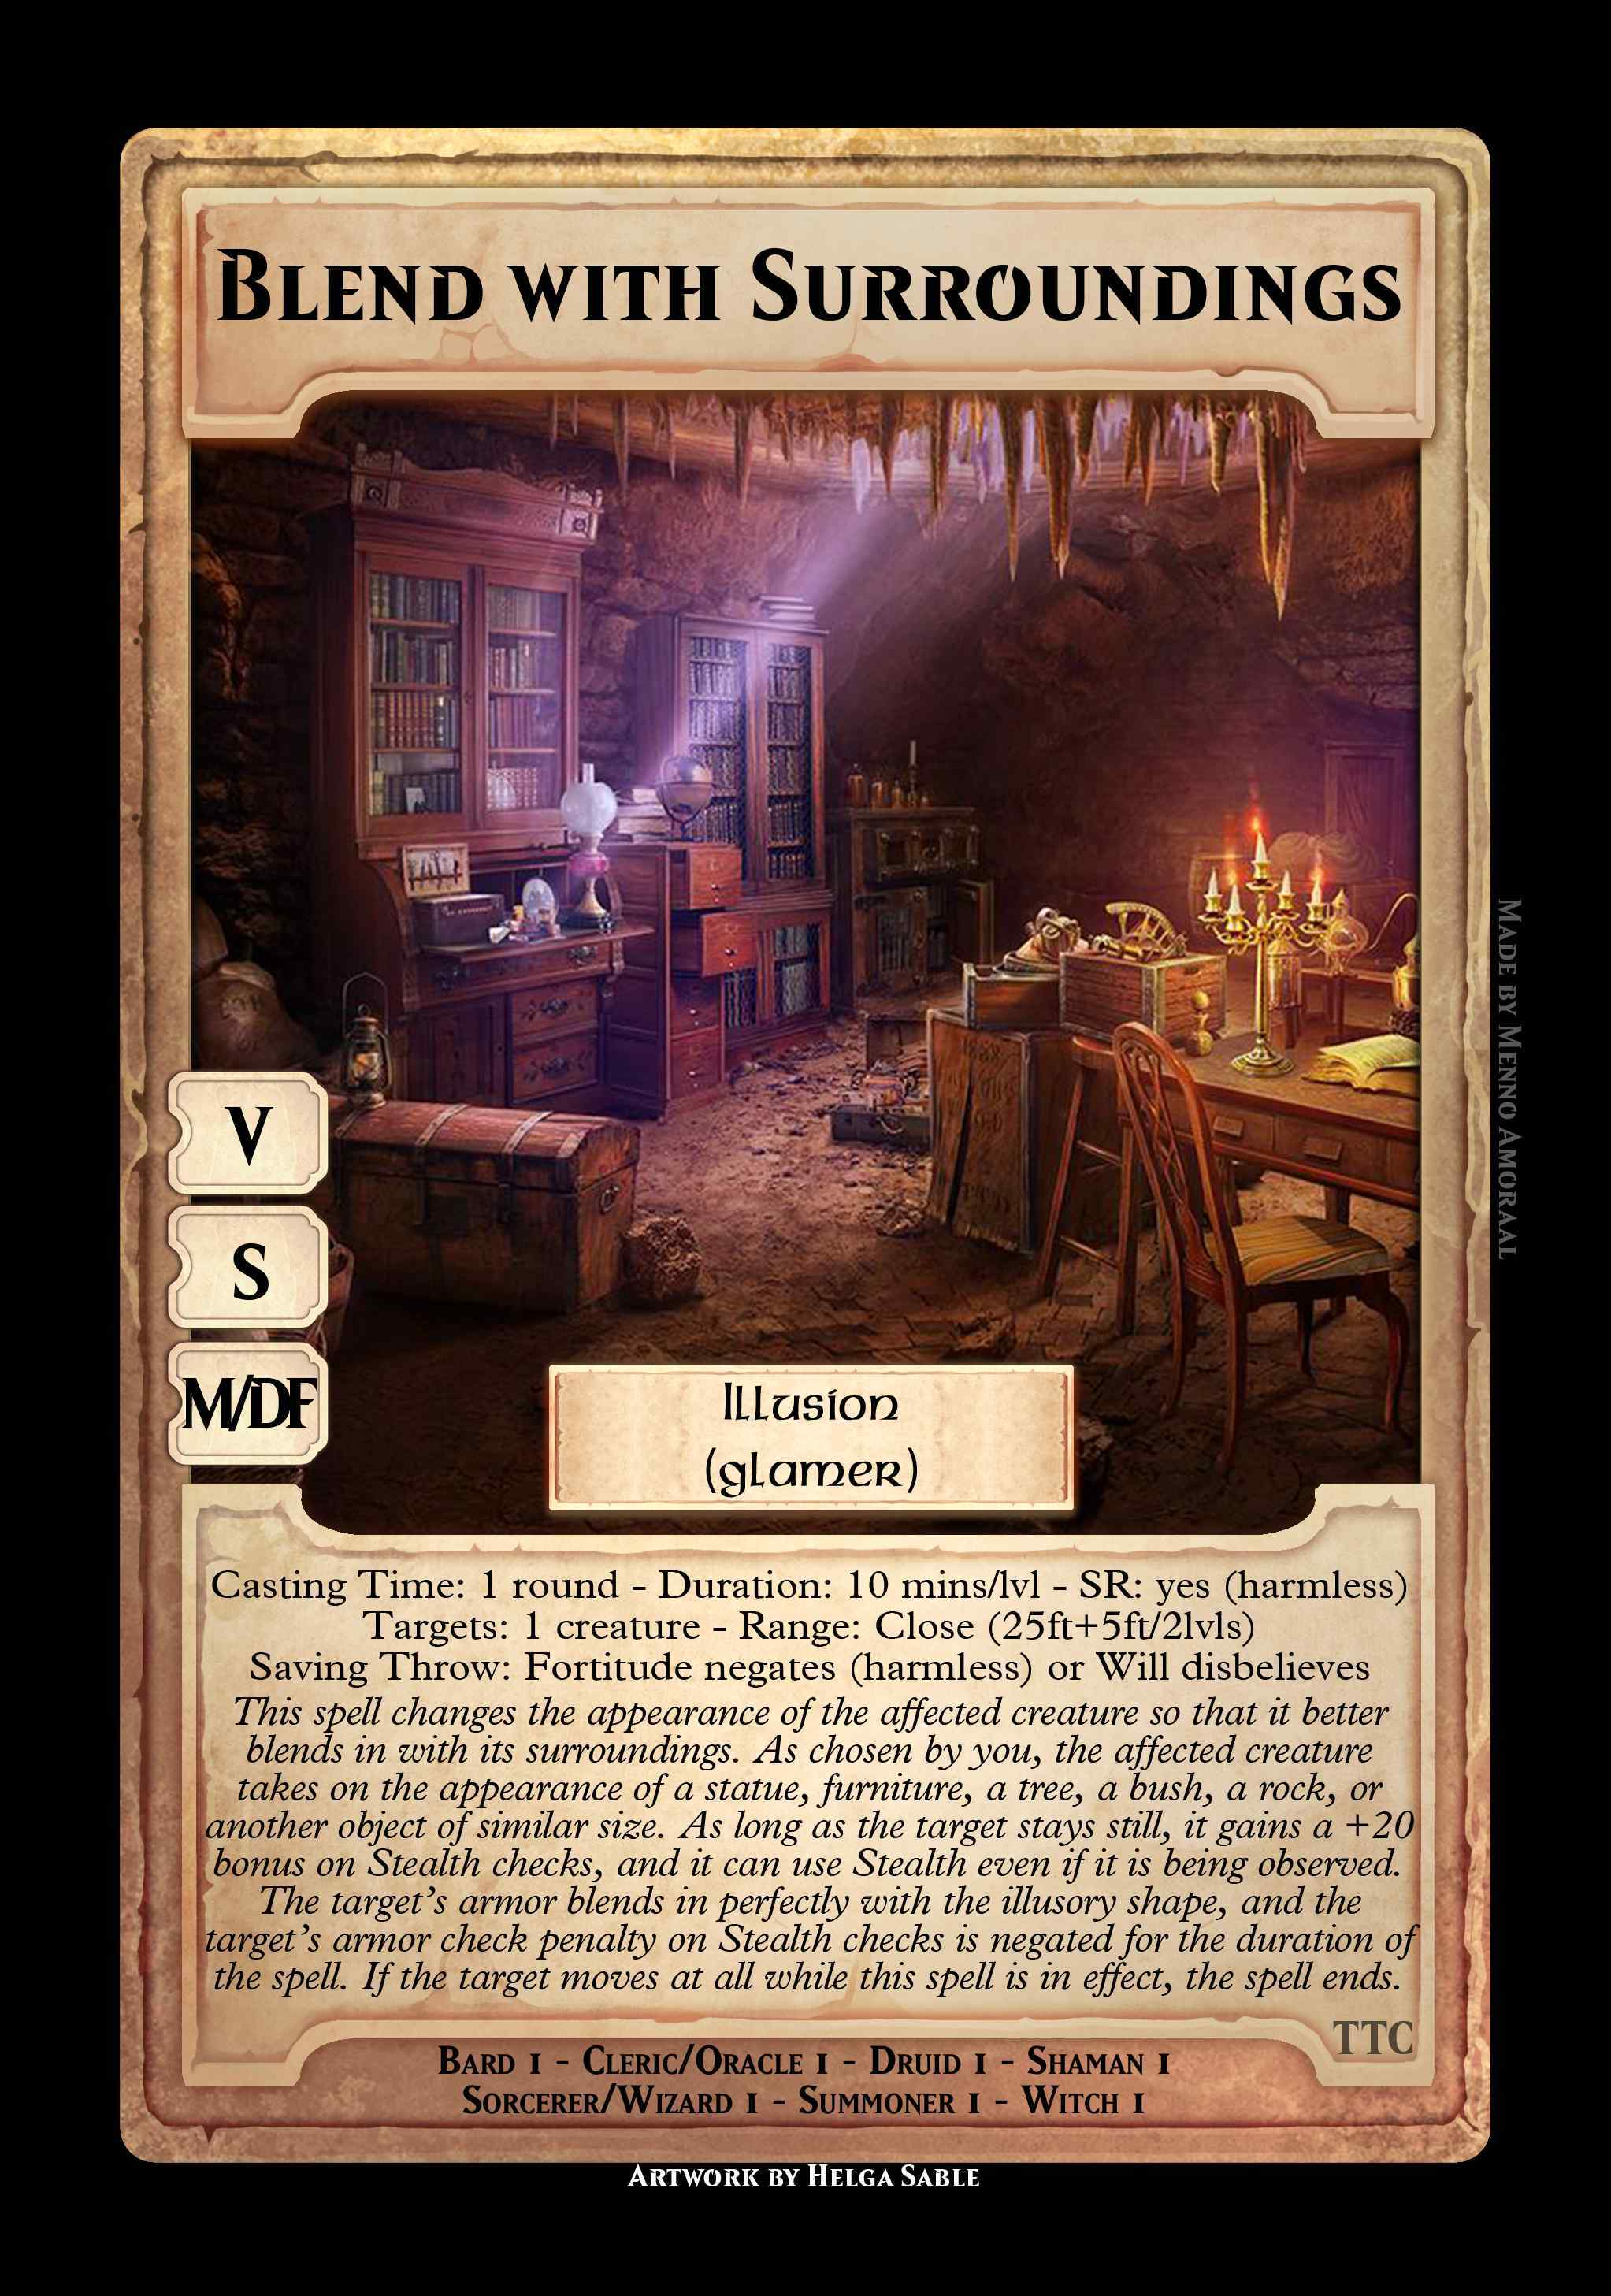 Blend with Surroundings
V
S
M/DF
Illusion
(glamer)
Casting Time: 1 round - Duration: 10 mins/lvl - SR: yes (harmless)
Targets: 1 creature - Range: Close (25ft+5ft/2lvls)
Saving Throw: Fortitude negates (harmless) or Will disbelieves
This spell changes the appearance of the affected creature so that it better
blends in with its surroundings. As chosen by you, the affected creature
takes on the appearance of a statue, furniture, a tree, a bush, a rock, or
another object of similar size. As long as the target stays still, it gains a +20
bonus on Stealth checks, and it can use Stealth even if it is being observed.
The target's armor blends in perfectly with the illusory shape, and the
target's armor check penalty on Stealth checks is negated for the duration of
the spell. If the target moves at all while this spell is in effect, the spell ends.
TTC
Bard 1 - Cleric/Oracle 1 - Druid 1 - Shaman 1
Sorcerer/Wizard 1 - Summoner 1 - Witch 1
Artwork by Helga Sable
Made by Menno Amoraal